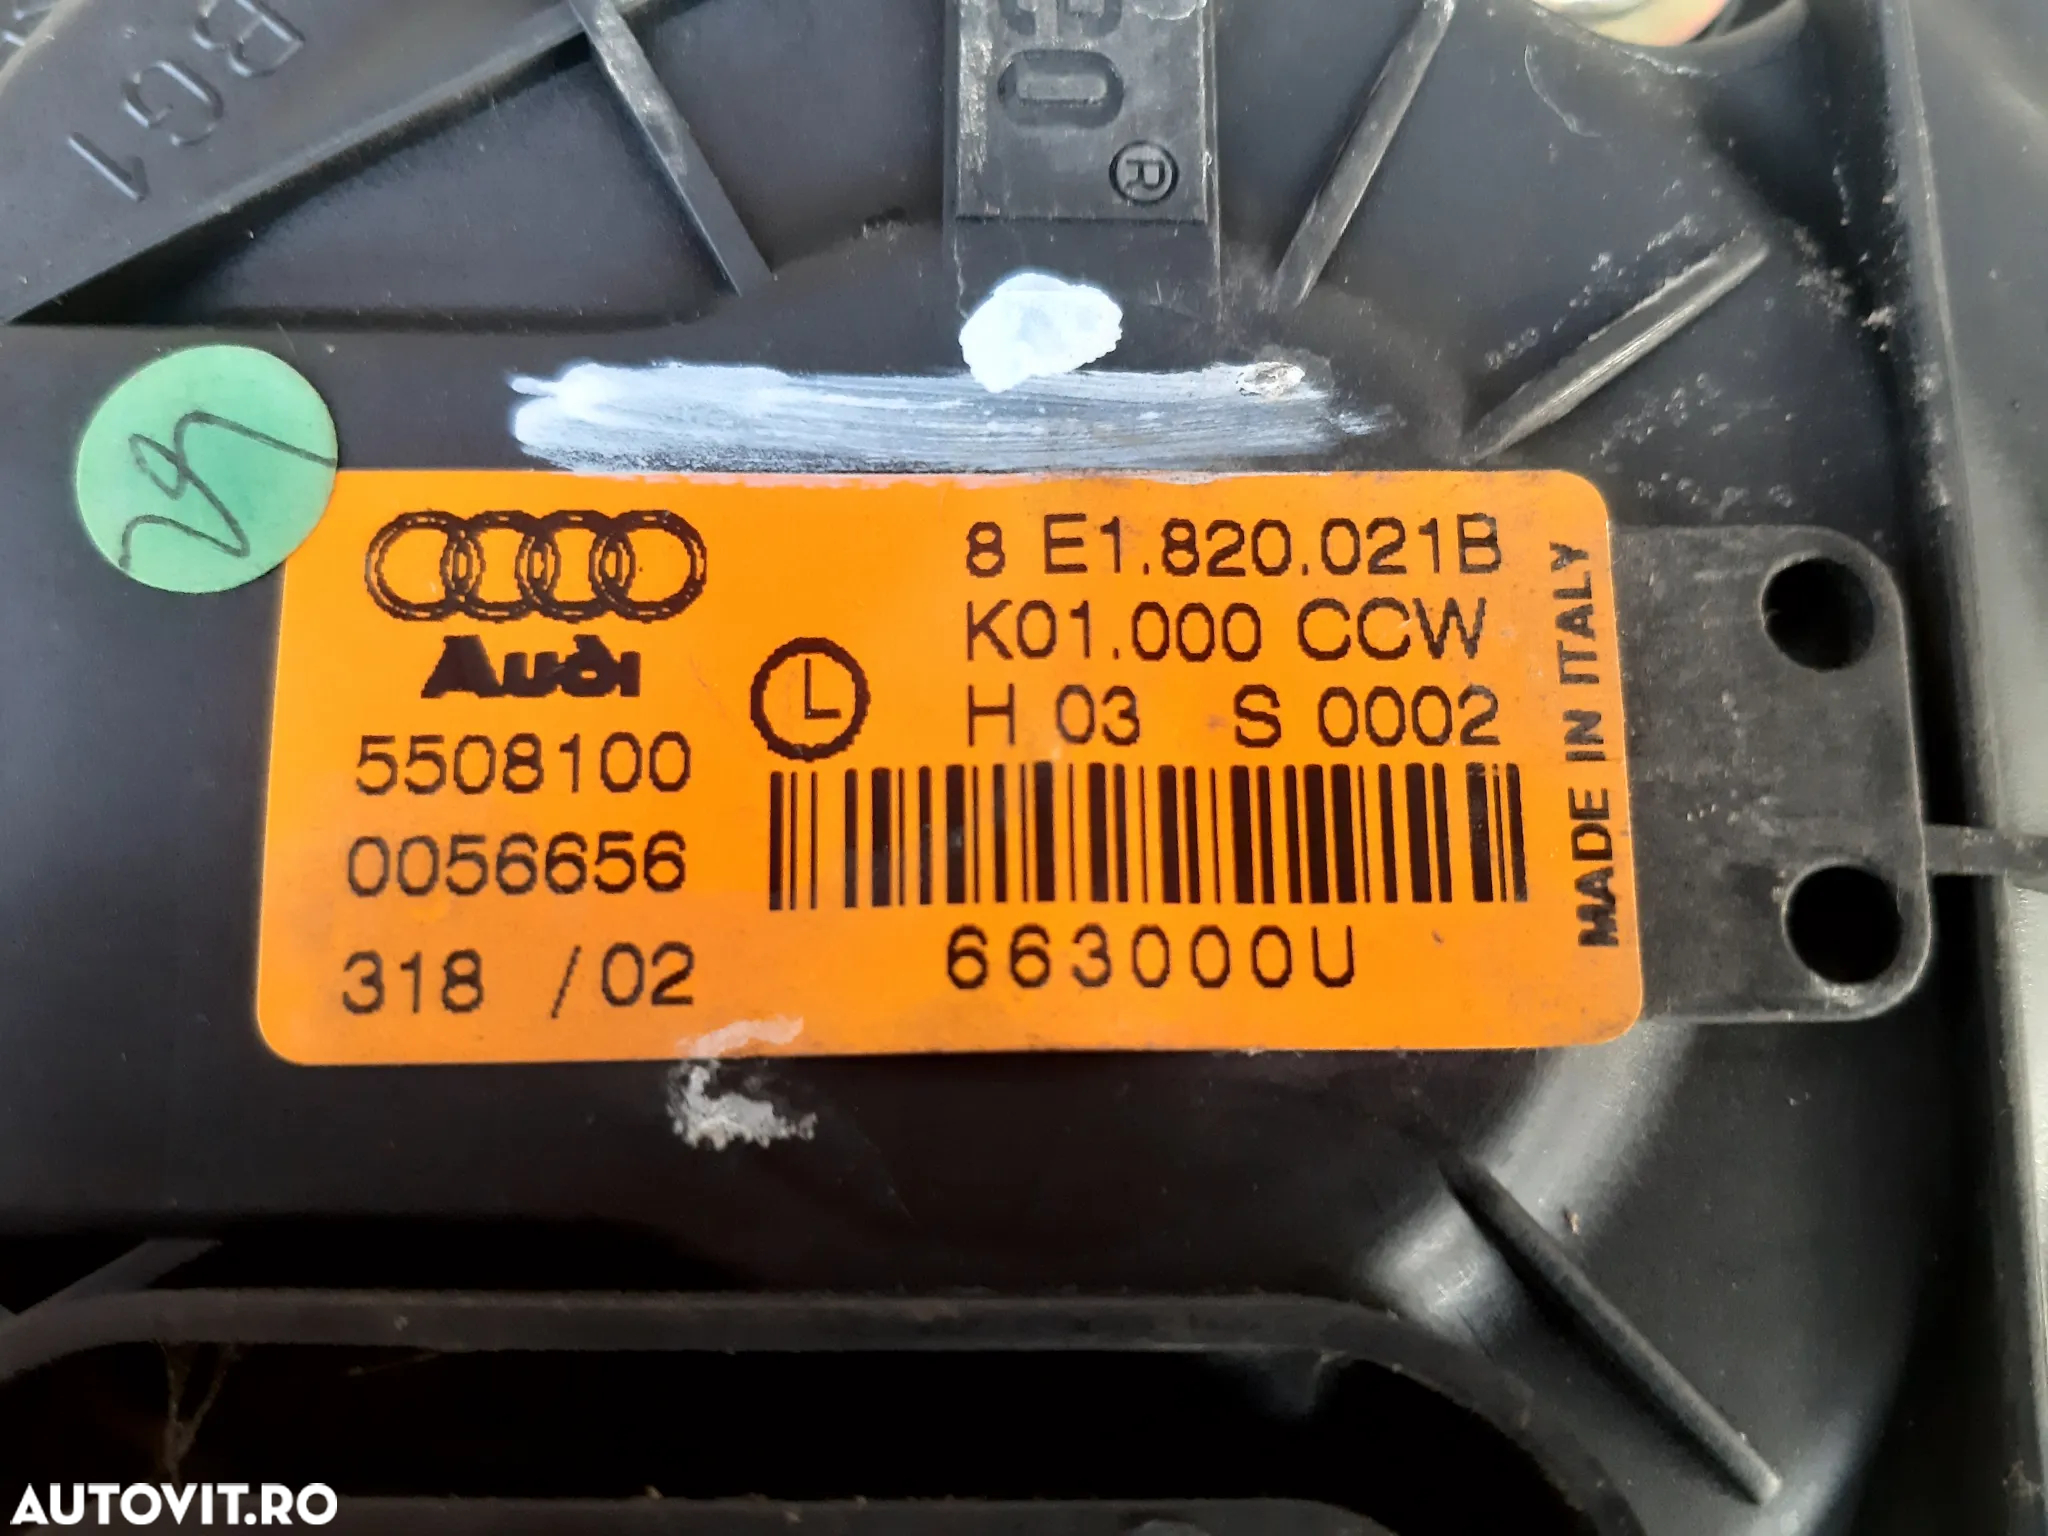 BG1
®
Audi
8 E1.820.021B
K01.000 CCW
L
H 03 S 0002
5508100
0056656
318 /02
663000U
MADE IN ITALY
AUTOVIT.RO